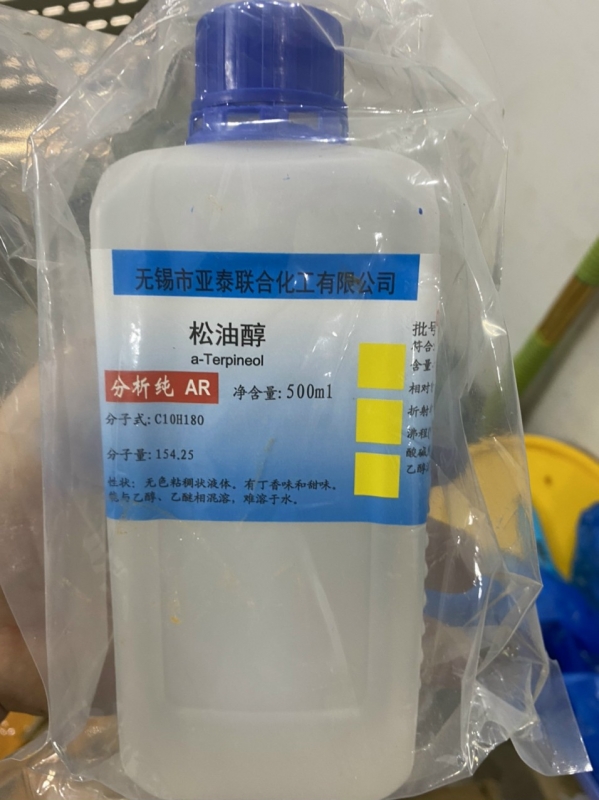 无锡市亚泰联合化工有限公司
松油醇
a-Terpineol
分析纯 AR 净含量: 500ml
分子式: C10H18O
分子量: 154.25
性状: 无色粘稠状液体, 有丁香味和甜味。
能与乙醇、乙醚相混溶, 难溶于水。
批号
符合
含量
相对
折射
沸程
酸碱
乙醇